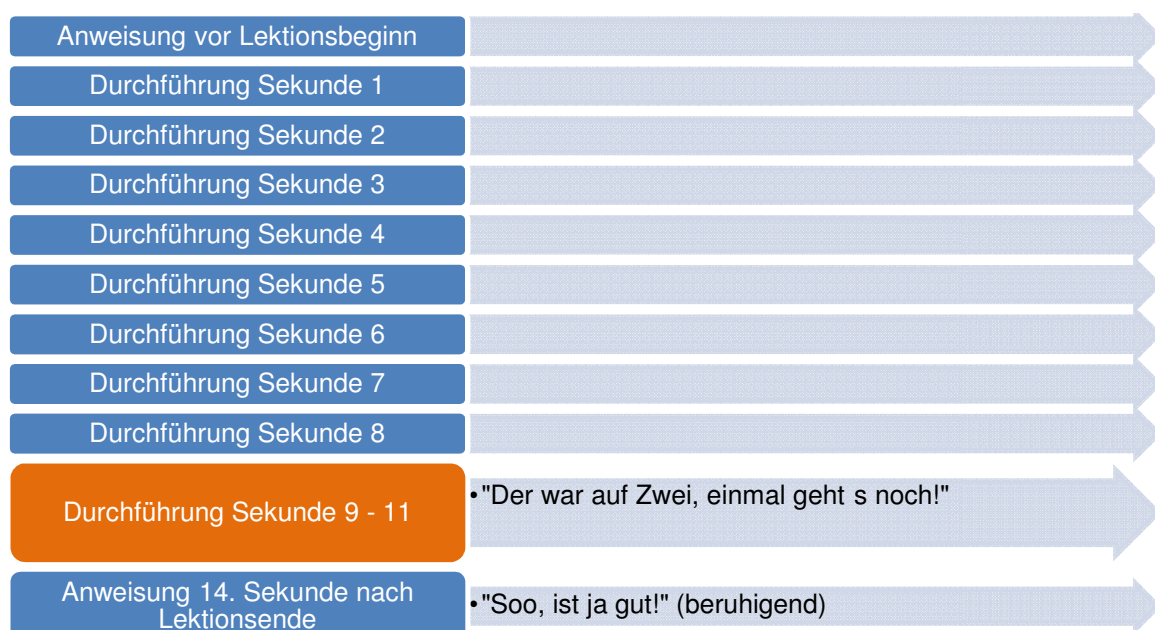 Anweisung vor Lektionsbeginn
Durchführung Sekunde 1
Durchführung Sekunde 2
Durchführung Sekunde 3
Durchführung Sekunde 4
Durchführung Sekunde 5
Durchführung Sekunde 6
Durchführung Sekunde 7
Durchführung Sekunde 8
Durchführung Sekunde 9 - 11
•"Der war auf Zwei, einmal geht s noch!"
Anweisung 14. Sekunde nach
Lektionsende
•"Soo, ist ja gut!" (beruhigend)